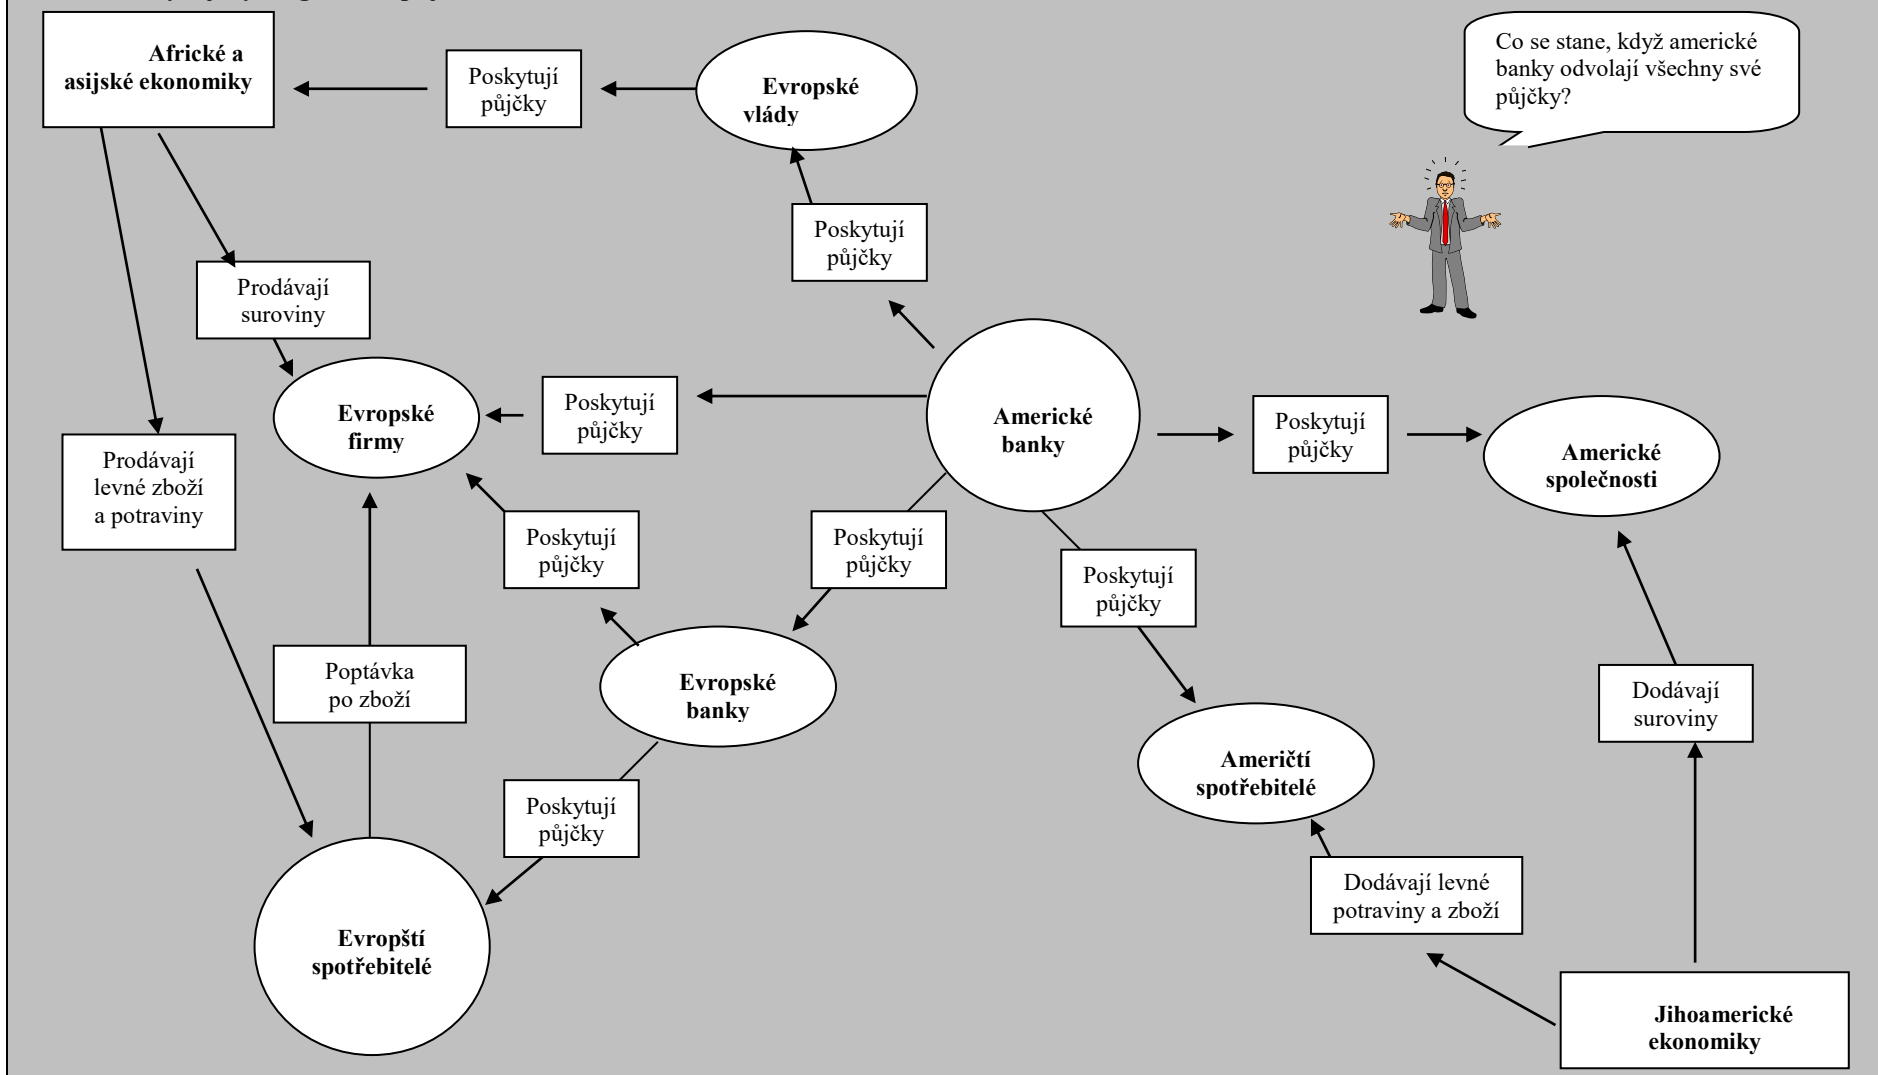 Africké a
asijské ekonomiky
Poskytují
půjčky
Evropské
vlády
Co se stane, když americké
banky odvolají všechny své
půjčky?
Poskytují
půjčky
Prodávají
suroviny
Evropské
firmy
Poskytují
půjčky
Americké
banky
Poskytují
půjčky
Americké
společnosti
Prodávají
levné zboží
a potraviny
Poskytují
půjčky
Poskytují
půjčky
Poskytují
půjčky
Poptávka
po zboží
Evropské
banky
Dodávají
suroviny
Američtí
spotřebitelé
Poskytují
půjčky
Dodávají levné
potraviny a zboží
Evropští
spotřebitelé
Jihoamerické
ekonomiky